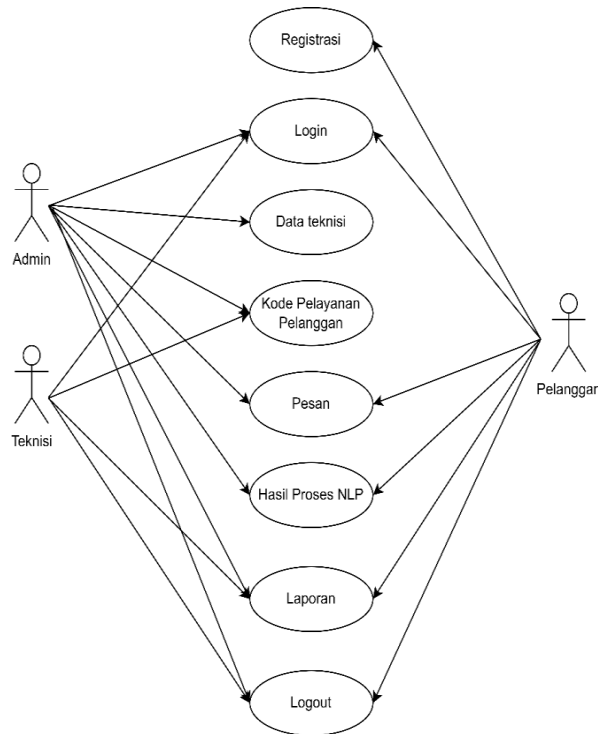 Registrasi
Login
Admin
Data teknisi
Kode Pelayanan
Pelanggan
Teknisi
Pesan
Pelanggar
Hasil Proses NLP
Laporan
Logout